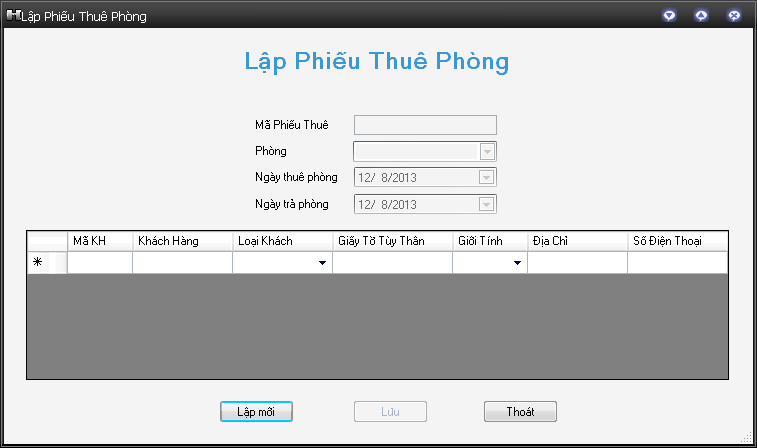 Lập Phiếu Thuê Phòng
Lập Phiếu Thuê Phòng
Mã Phiếu Thuê
Phòng
Ngày thuê phòng 12/ 8/2013
Ngày trả phòng 12/ 8/2013
Mã KH Khách Hàng Loại Khách Giấy Tờ Tùy Thân Giới Tính Địa Chỉ Số Điện Thoại
Lập mới Lưu Thoát